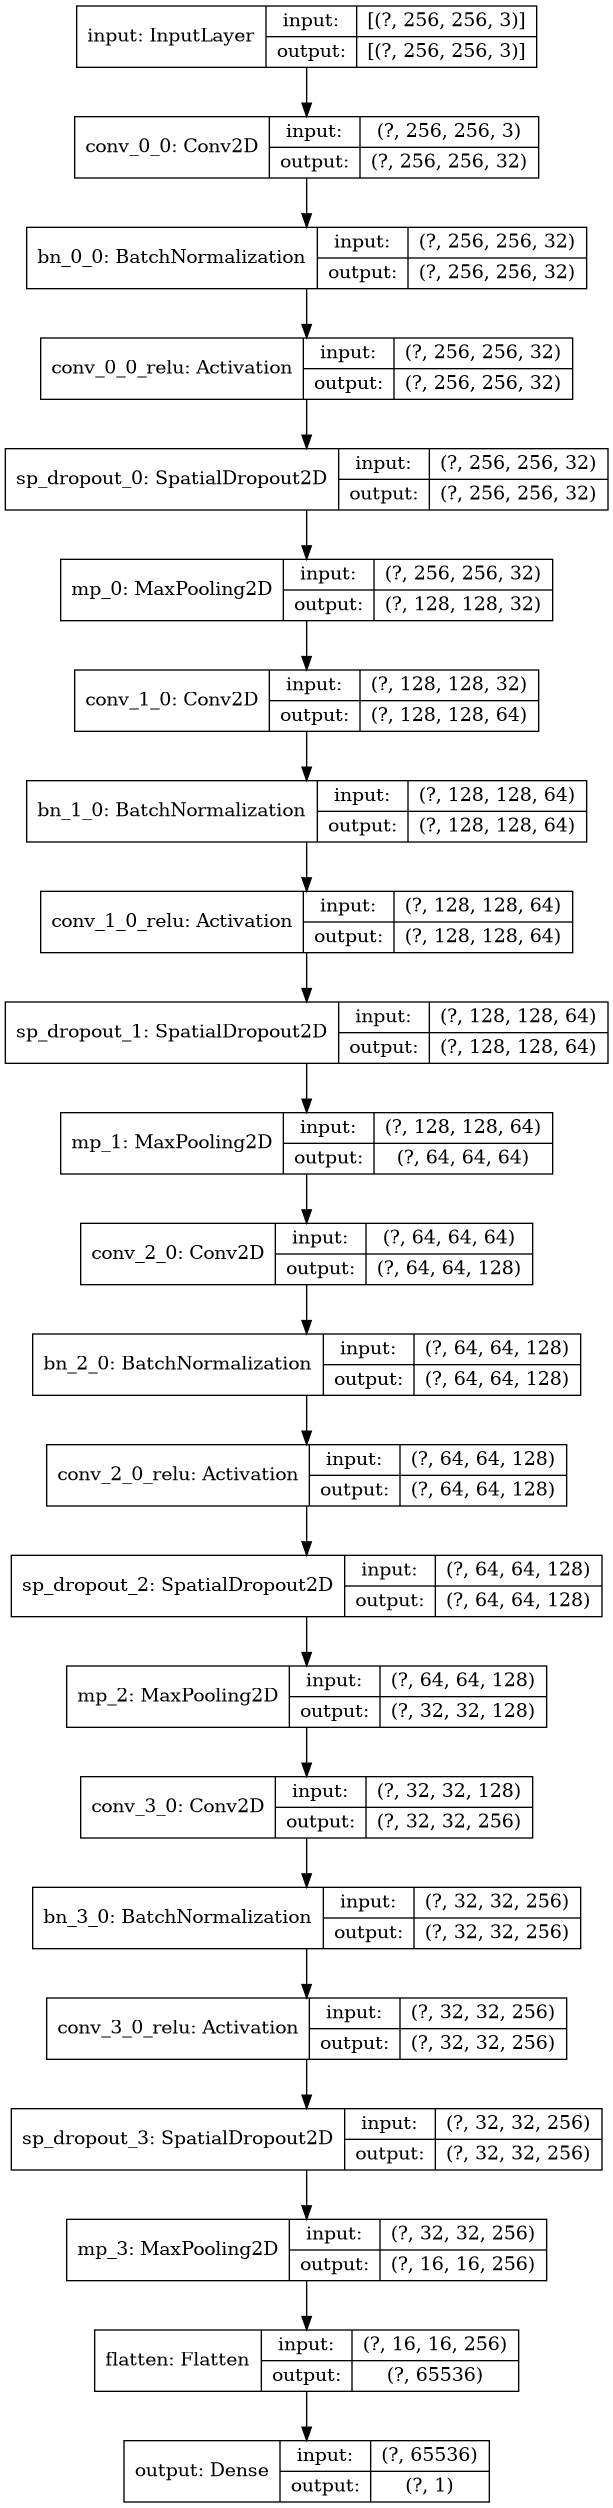 input: InputLayer
input: [(?, 256, 256, 3)]
output: [(?, 256, 256, 3)]
conv_0_0: Conv2D
input: (?, 256, 256, 3)
output: (?, 256, 256, 32)
bn_0_0: BatchNormalization
input: (?, 256, 256, 32)
output: (?, 256, 256, 32)
conv_0_0_relu: Activation
input: (?, 256, 256, 32)
output: (?, 256, 256, 32)
sp_dropout_0: SpatialDropout2D
input: (?, 256, 256, 32)
output: (?, 256, 256, 32)
mp_0: MaxPooling2D
input: (?, 256, 256, 32)
output: (?, 128, 128, 32)
conv_1_0: Conv2D
input: (?, 128, 128, 32)
output: (?, 128, 128, 64)
bn_1_0: BatchNormalization
input: (?, 128, 128, 64)
output: (?, 128, 128, 64)
conv_1_0_relu: Activation
input: (?, 128, 128, 64)
output: (?, 128, 128, 64)
sp_dropout_1: SpatialDropout2D
input: (?, 128, 128, 64)
output: (?, 128, 128, 64)
mp_1: MaxPooling2D
input: (?, 128, 128, 64)
output: (?, 64, 64, 64)
conv_2_0: Conv2D
input: (?, 64, 64, 64)
output: (?, 64, 64, 128)
bn_2_0: BatchNormalization
input: (?, 64, 64, 128)
output: (?, 64, 64, 128)
conv_2_0_relu: Activation
input: (?, 64, 64, 128)
output: (?, 64, 64, 128)
sp_dropout_2: SpatialDropout2D
input: (?, 64, 64, 128)
output: (?, 64, 64, 128)
mp_2: MaxPooling2D
input: (?, 64, 64, 128)
output: (?, 32, 32, 128)
conv_3_0: Conv2D
input: (?, 32, 32, 128)
output: (?, 32, 32, 256)
bn_3_0: BatchNormalization
input: (?, 32, 32, 256)
output: (?, 32, 32, 256)
conv_3_0_relu: Activation
input: (?, 32, 32, 256)
output: (?, 32, 32, 256)
sp_dropout_3: SpatialDropout2D
input: (?, 32, 32, 256)
output: (?, 32, 32, 256)
mp_3: MaxPooling2D
input: (?, 32, 32, 256)
output: (?, 16, 16, 256)
flatten: Flatten
input: (?, 16, 16, 256)
output: (?, 65536)
output: Dense
input: (?, 65536)
output: (?, 1)